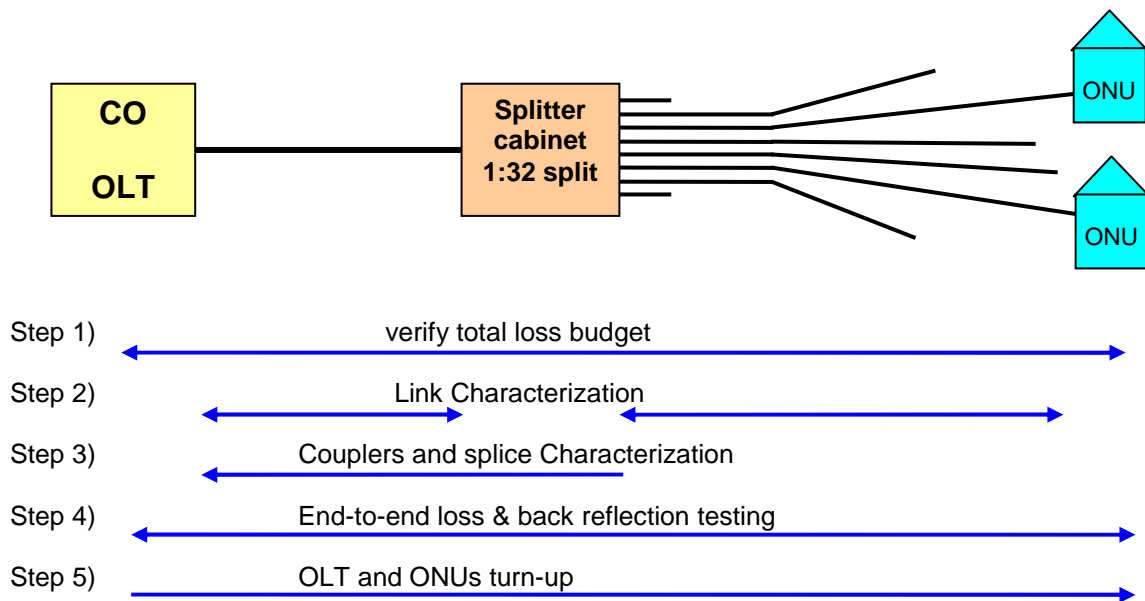 CO
OLT
Splitter
cabinet
1:32 split
ONU
ONU
Step 1) verify total loss budget
Step 2) Link Characterization
Step 3) Couplers and splice Characterization
Step 4) End-to-end loss & back reflection testing
Step 5) OLT and ONUs turn-up